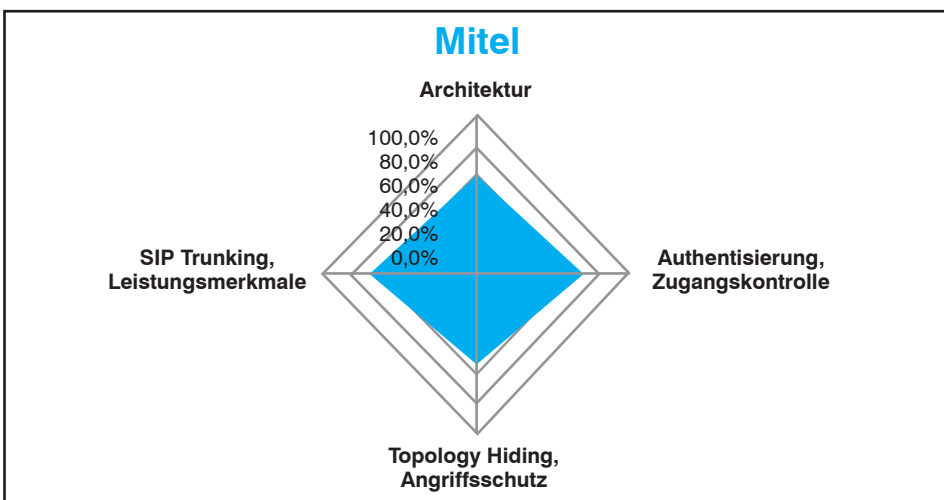 Mitel
Architektur
100,0%
80,0%
60,0%
40,0%
20,0%
0,0%
SIP Trunking,
Leistungsmerkmale
Authentisierung,
Zugangskontrolle
Topology Hiding,
Angriffsschutz